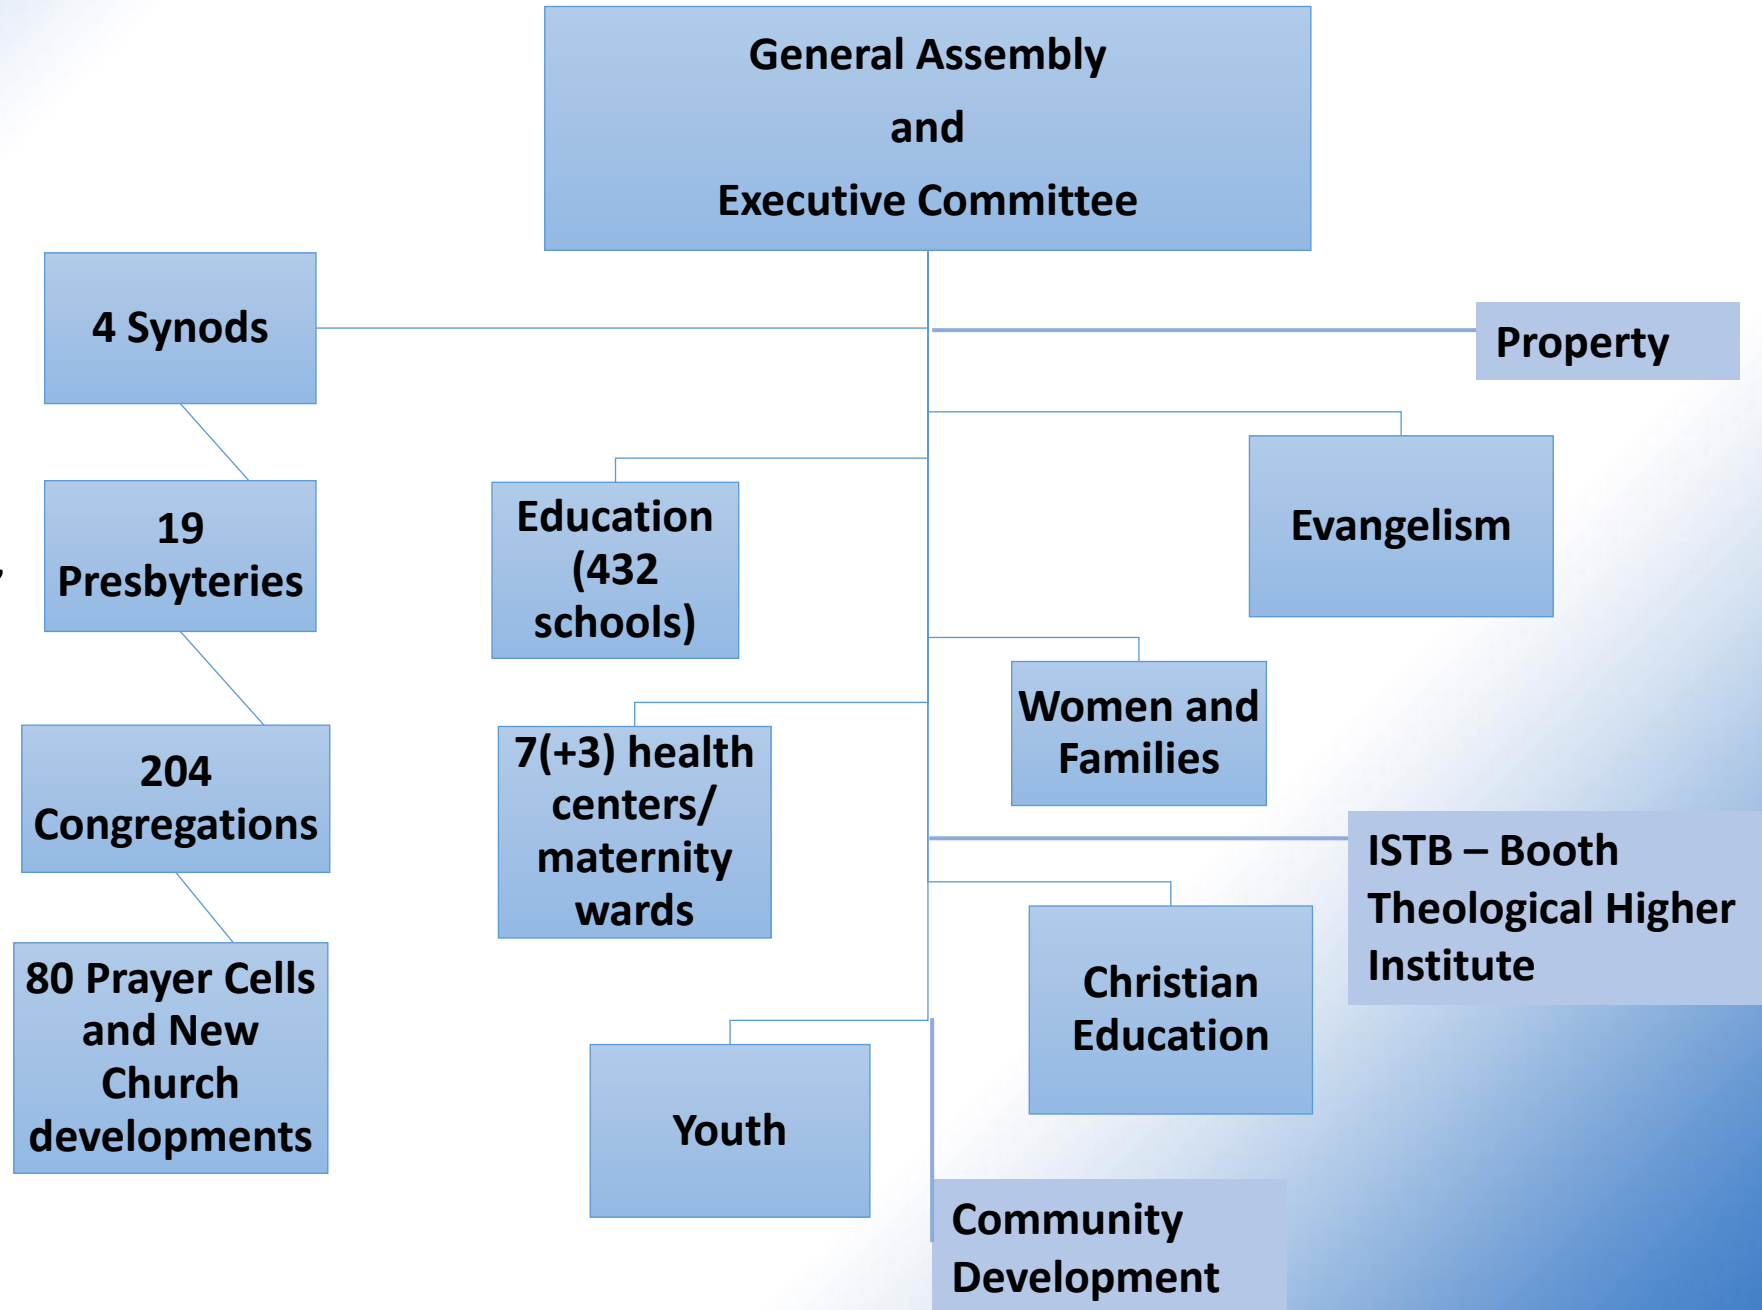 General Assembly
and
Executive Committee
4 Synods
Property
19
Presbyteries
Education
(432
schools)
Evangelism
Women and
Families
204
Congregations
7(+3) health
centers/
maternity
wards
ISTB – Booth
Theological Higher
Institute
80 Prayer Cells
and New
Church
developments
Christian
Education
Youth
Community
Development